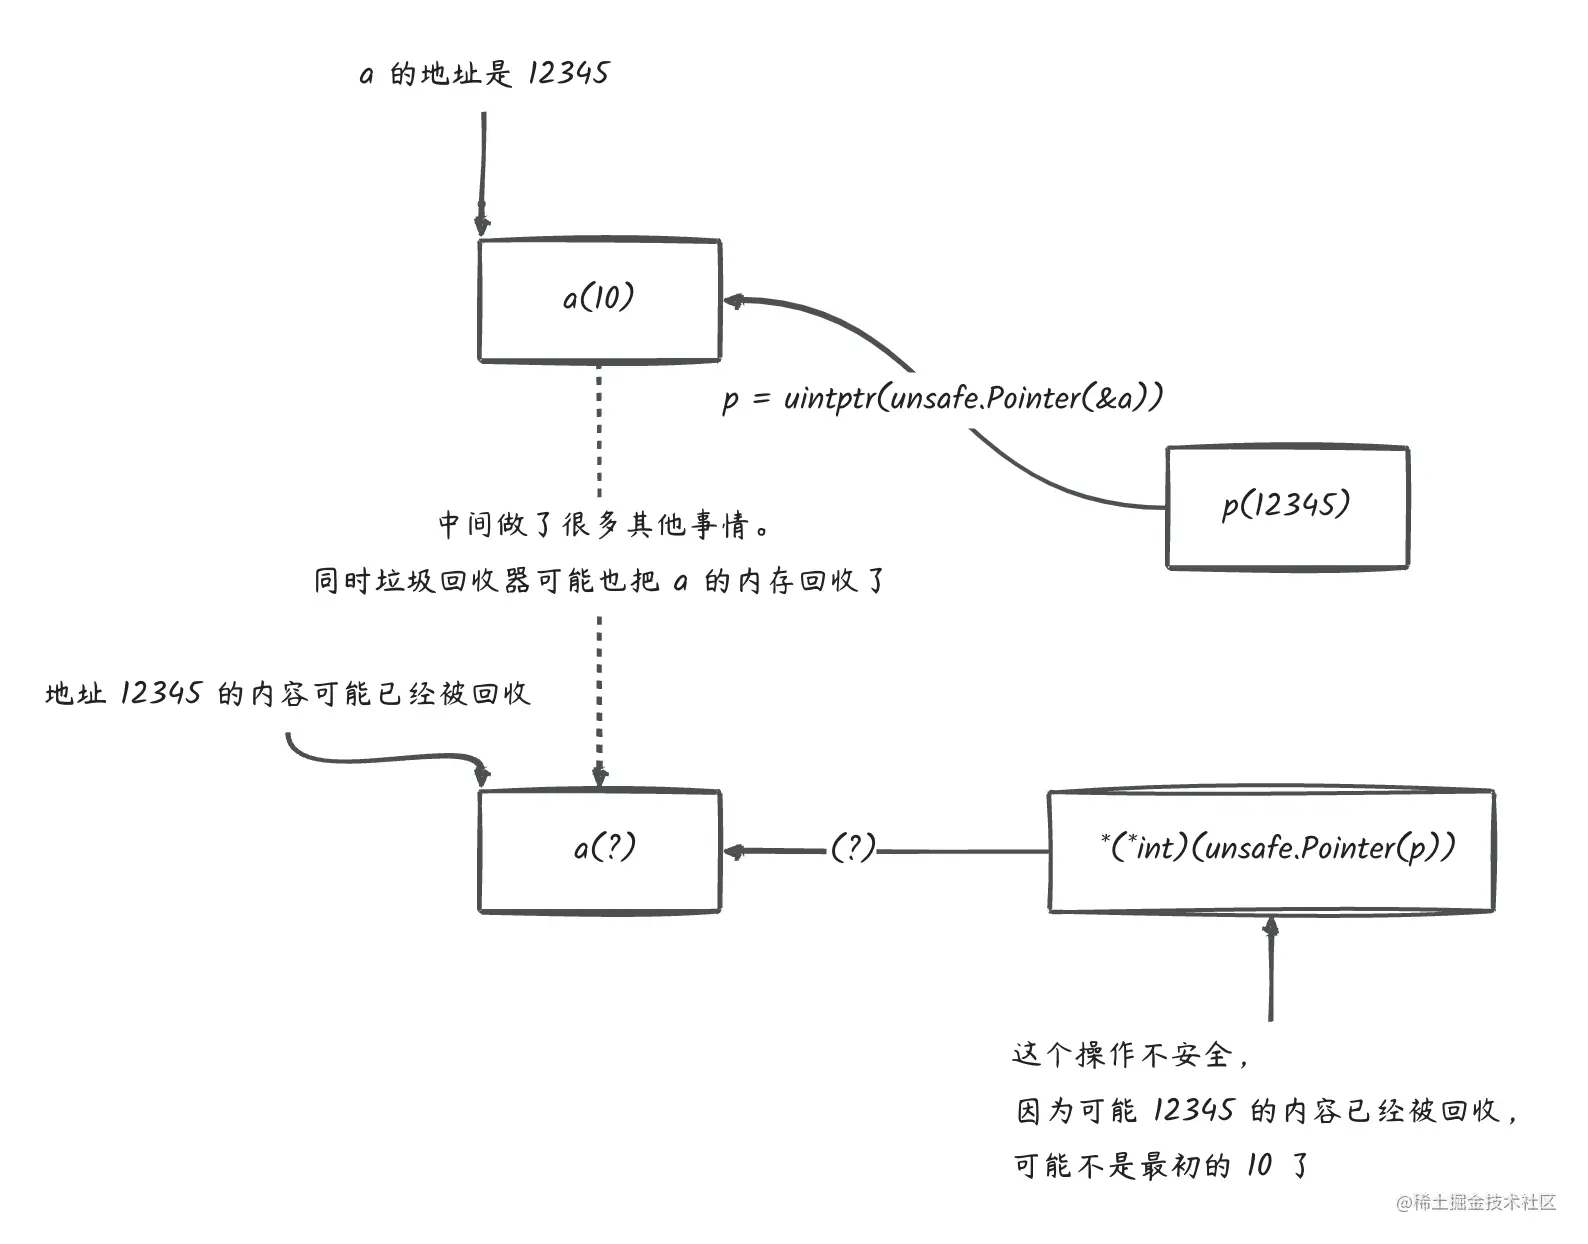 a 的地址是 12345
a(10)
p = uintptr(unsafe.Pointer(&a))
p(12345)
中间做了很多其他事情。
同时垃圾回收器可能也把 a 的内存回收了
地址 12345 的内容可能已经被回收
a(?)
(?)
*(*int)(unsafe.Pointer(p))
这个操作不安全，
因为可能 12345 的内容已经被回收，
可能不是最初的 10 了
@稀土掘金技术社区